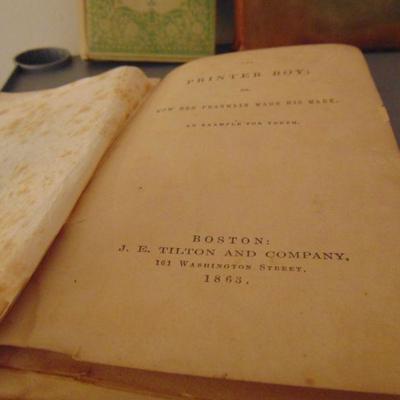 THE
PRINTER BOY;
OR,
HOW BEN FRANKLIN MADE HIS MARK.
AN EXAMPLE FOR YOUTH.
BOSTON:
J. E. TILTON AND COMPANY,
161 WASHINGTON STREET.
1863.